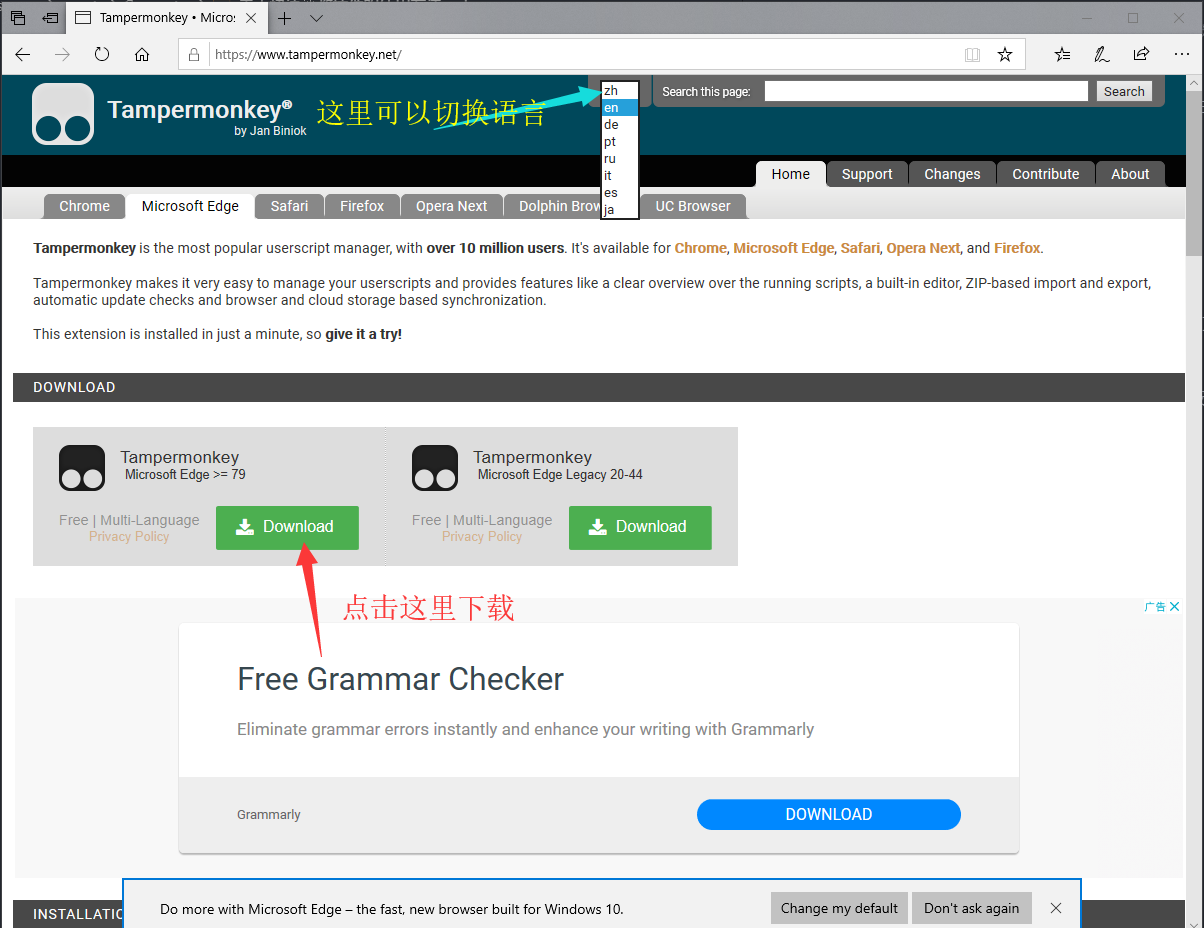 Tampermonkey • Micros
https://www.tampermonkey.net/
Tampermonkey®
by Jan Biniok
这里可以切换语言
zh
en
de
pt
ru
it
es
ja
Search this page:
Search
Home
Support
Changes
Contribute
About
Chrome
Microsoft Edge
Safari
Firefox
Opera Next
Dolphin Brow
UC Browser
Tampermonkey is the most popular userscript manager, with over 10 million users. It's available for Chrome, Microsoft Edge, Safari, Opera Next, and Firefox.
Tampermonkey makes it very easy to manage your userscripts and provides features like a clear overview over the running scripts, a built-in editor, ZIP-based import and export,
automatic update checks and browser and cloud storage based synchronization.
This extension is installed in just a minute, so give it a try!
DOWNLOAD
Tampermonkey
Microsoft Edge >= 79
Free | Multi-Language
Privacy Policy
Download
Tampermonkey
Microsoft Edge Legacy 20-44
Free | Multi-Language
Privacy Policy
Download
点击这里下载
广告
Free Grammar Checker
Eliminate grammar errors instantly and enhance your writing with Grammarly
Grammarly
DOWNLOAD
INSTALLATIO
Do more with Microsoft Edge – the fast, new browser built for Windows 10.
Change my default
Don't ask again